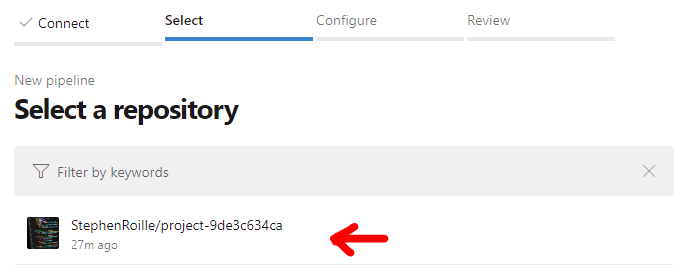 Connect
Select
Configure
Review
New pipeline
Select a repository
Filter by keywords
StephenRoille/project-9de3c634ca
27m ago